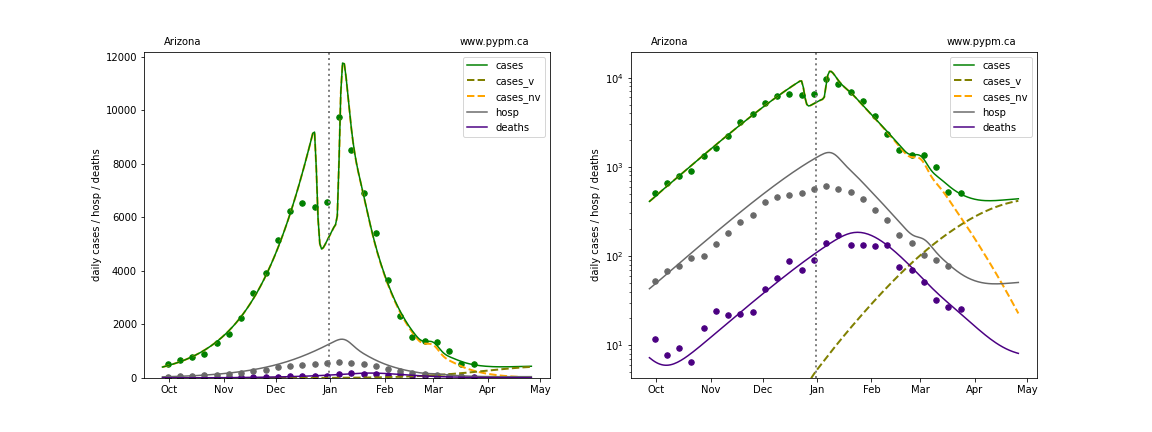 Arizona www.pypm.ca
12000
10000
8000
6000
4000
2000
0
daily cases / hosp / deaths
cases
cases_v
cases_nv
hosp
deaths
Oct Nov Dec Jan Feb Mar Apr May
Arizona www.pypm.ca
10⁴
10³
10²
10¹
daily cases / hosp / deaths
cases
cases_v
cases_nv
hosp
deaths
Oct Nov Dec Jan Feb Mar Apr May